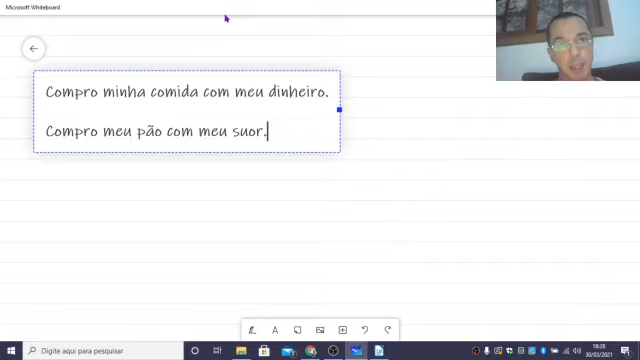 Microsoft Whiteboard
Compro minha comida com meu dinheiro.
Compro meu pão com meu suor.
Digite aqui para pesquisar
18:26
30/03/2021